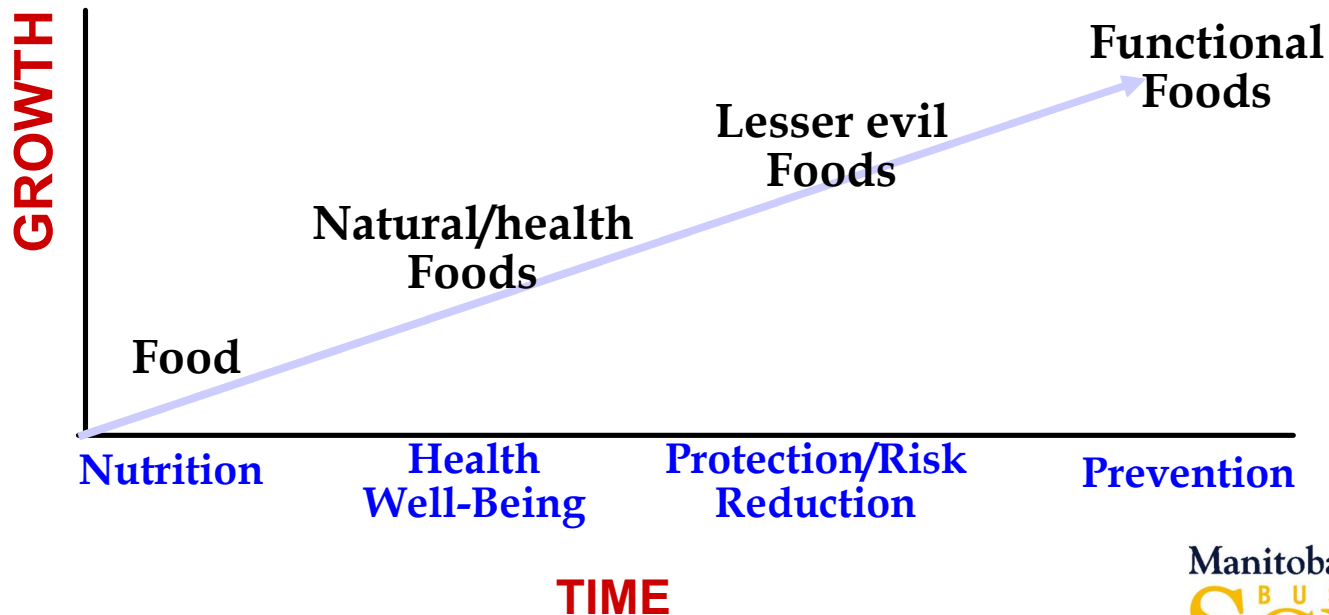 GROWTH
Functional
Foods
Lesser evil
Foods
Natural/health
Foods
Food
Nutrition
Health
Well-Being
Protection/Risk
Reduction
Prevention
TIME